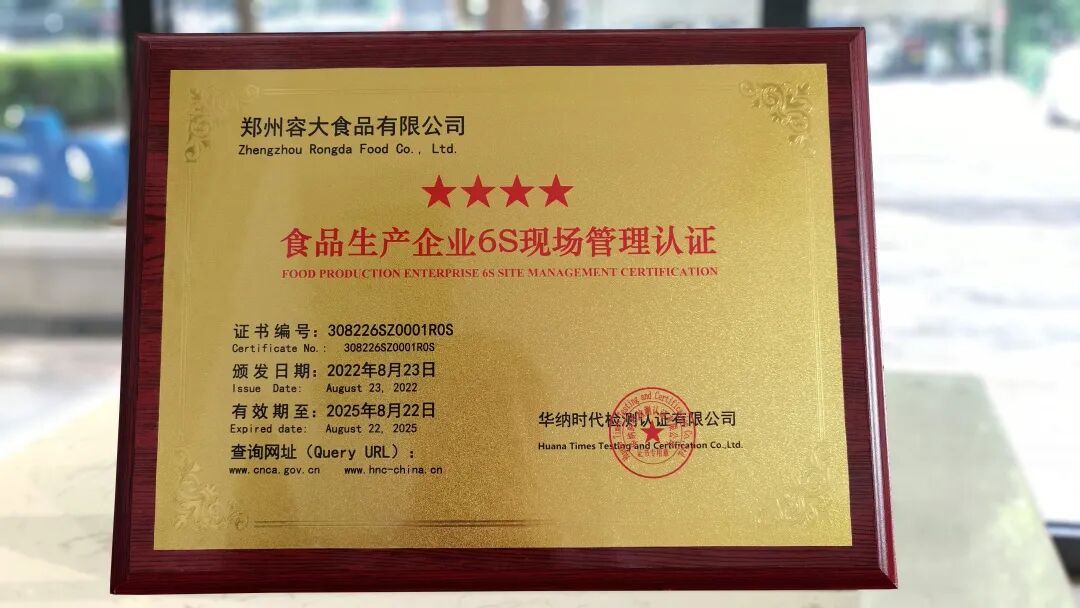 郑州容大食品有限公司
Zhengzhou Rongda Food Co., Ltd.
★★★★
食品生产企业6S现场管理认证
FOOD PRODUCTION ENTERPRISE 6S SITE MANAGEMENT CERTIFICATION
证书编号：308226SZ0001R0S
Certificate No.: 308226SZ0001R0S
颁发日期：2022年8月23日
Issue Date: August 23, 2022
有效期至：2025年8月22日
Expired date: August 22, 2025
查询网址（Query URL）：
www.cnca.gov.cn www.hnc-china.cn
华纳时代检测认证有限公司
Huana Times Testing and Certification Co.,Ltd.
证书专用章